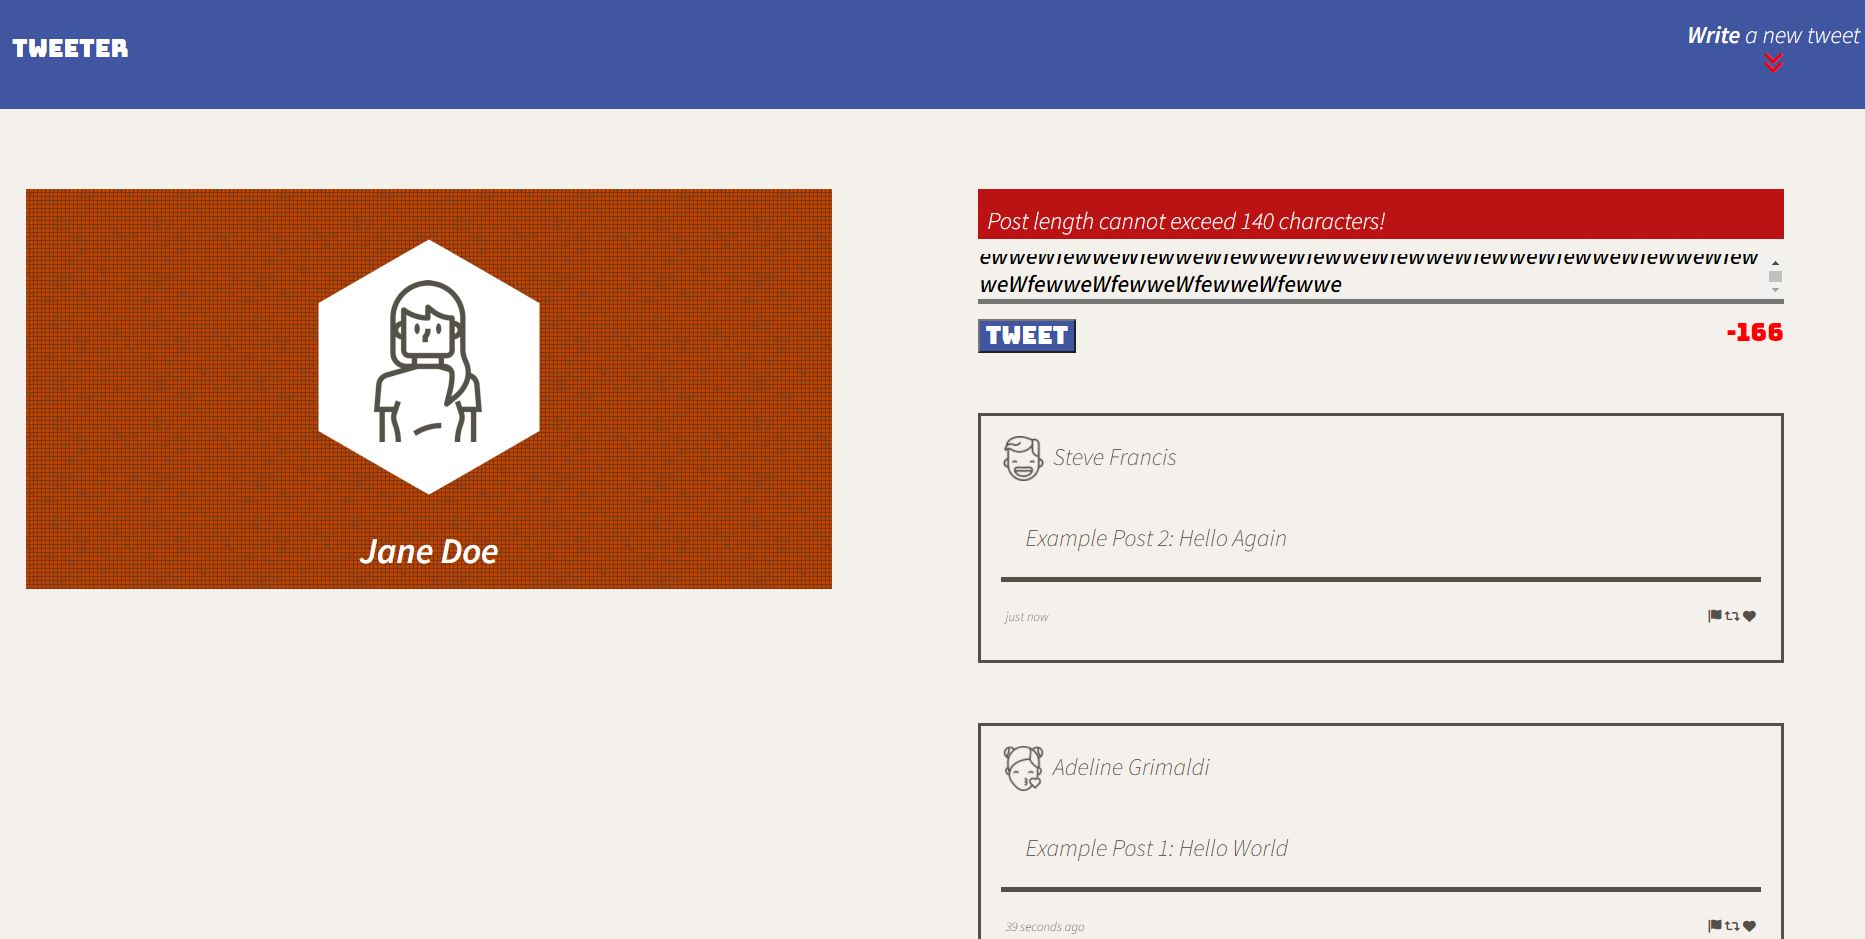 TWEETER
Write a new tweet
Jane Doe
Post length cannot exceed 140 characters!
weWfewweWfewweWfewweWfewwe
TWEET
-166
Steve Francis
Example Post 2: Hello Again
just now
Adeline Grimaldi
Example Post 1: Hello World
39 seconds ago